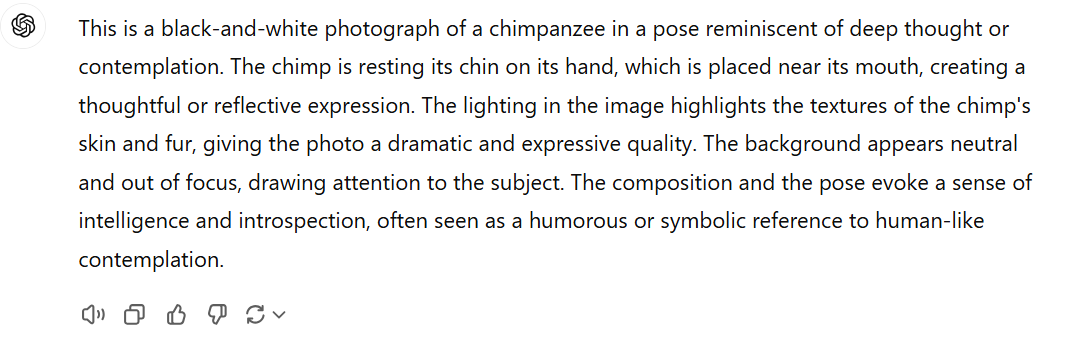 This is a black-and-white photograph of a chimpanzee in a pose reminiscent of deep thought or
contemplation. The chimp is resting its chin on its hand, which is placed near its mouth, creating a
thoughtful or reflective expression. The lighting in the image highlights the textures of the chimp's
skin and fur, giving the photo a dramatic and expressive quality. The background appears neutral
and out of focus, drawing attention to the subject. The composition and the pose evoke a sense of
intelligence and introspection, often seen as a humorous or symbolic reference to human-like
contemplation.